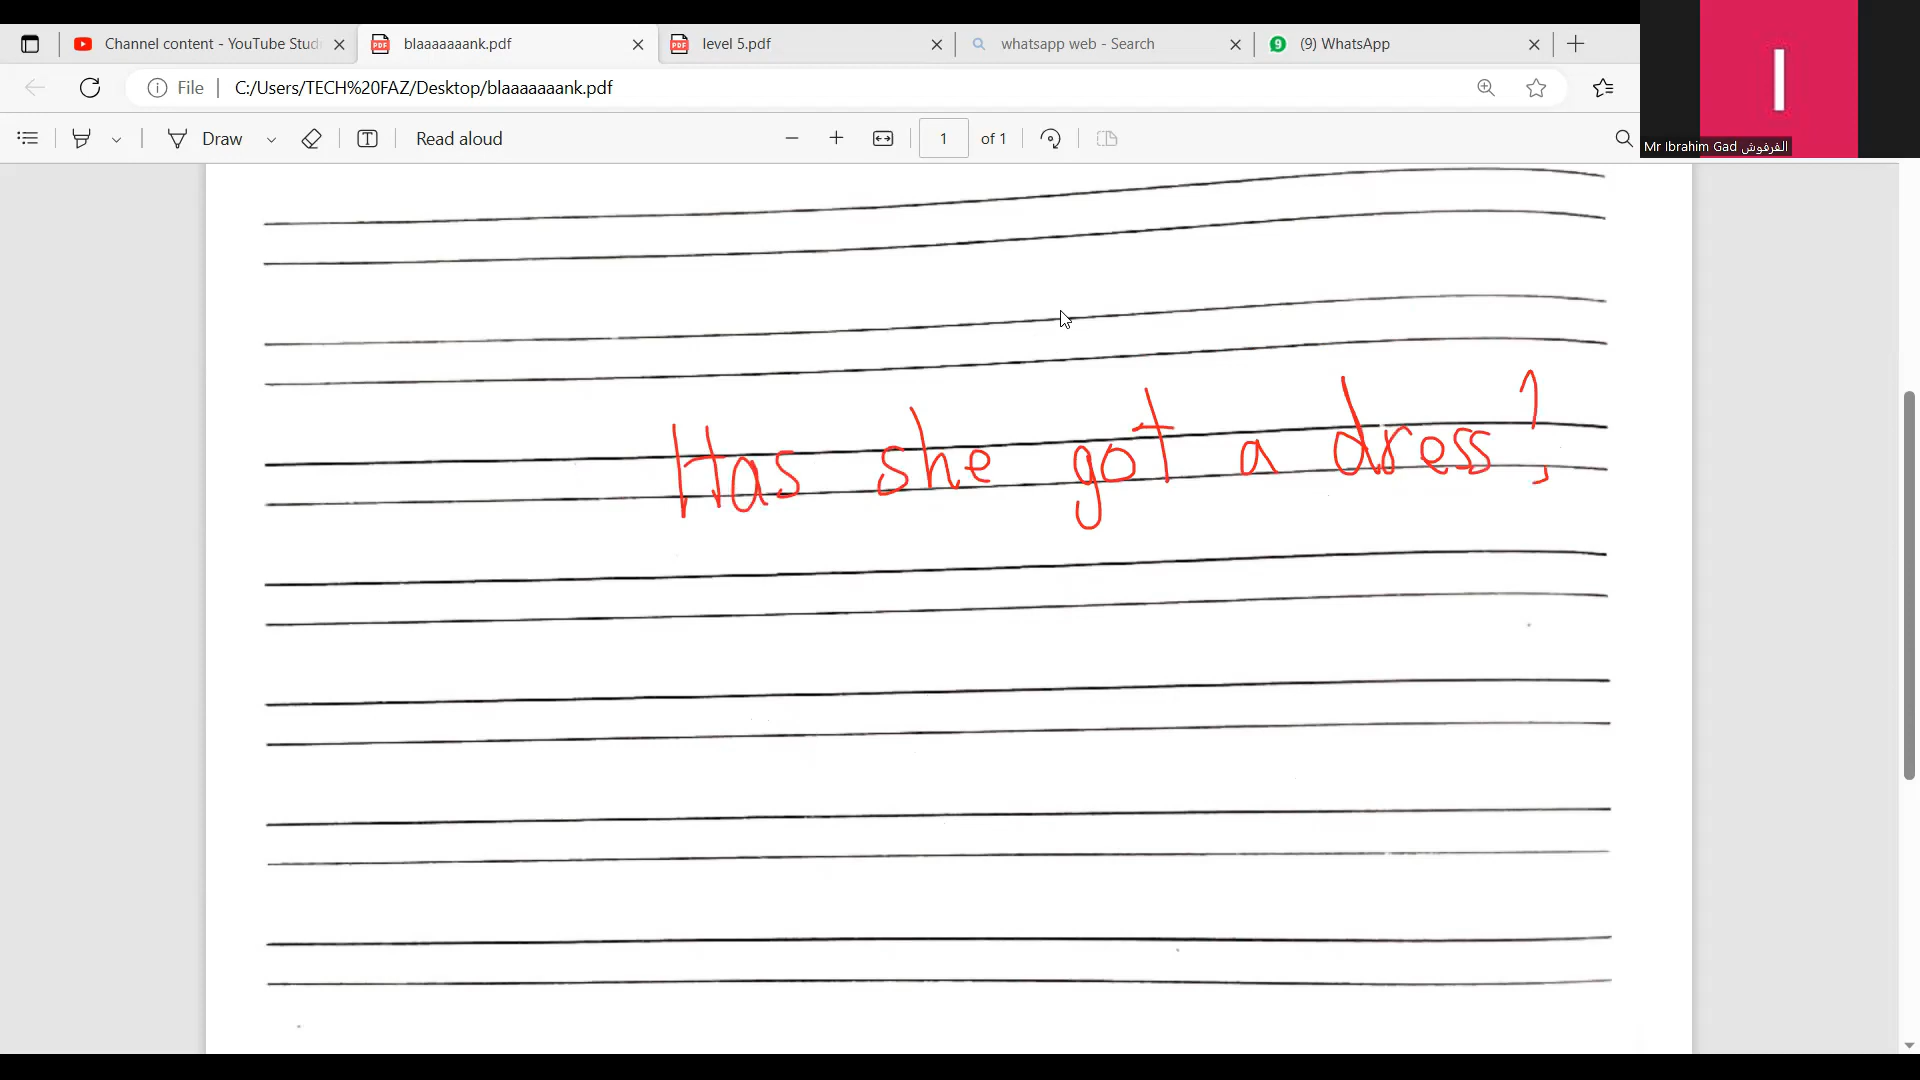 Channel content - YouTube Stud
blaaaaaaank.pdf
level 5.pdf
whatsapp web - Search
9 (9) WhatsApp
File C:/Users/TECH%20FAZ/Desktop/blaaaaaaank.pdf
Draw
Read aloud
1 of 1
I
Mr Ibrahim Gad الفرفوش
Has she got a dress?